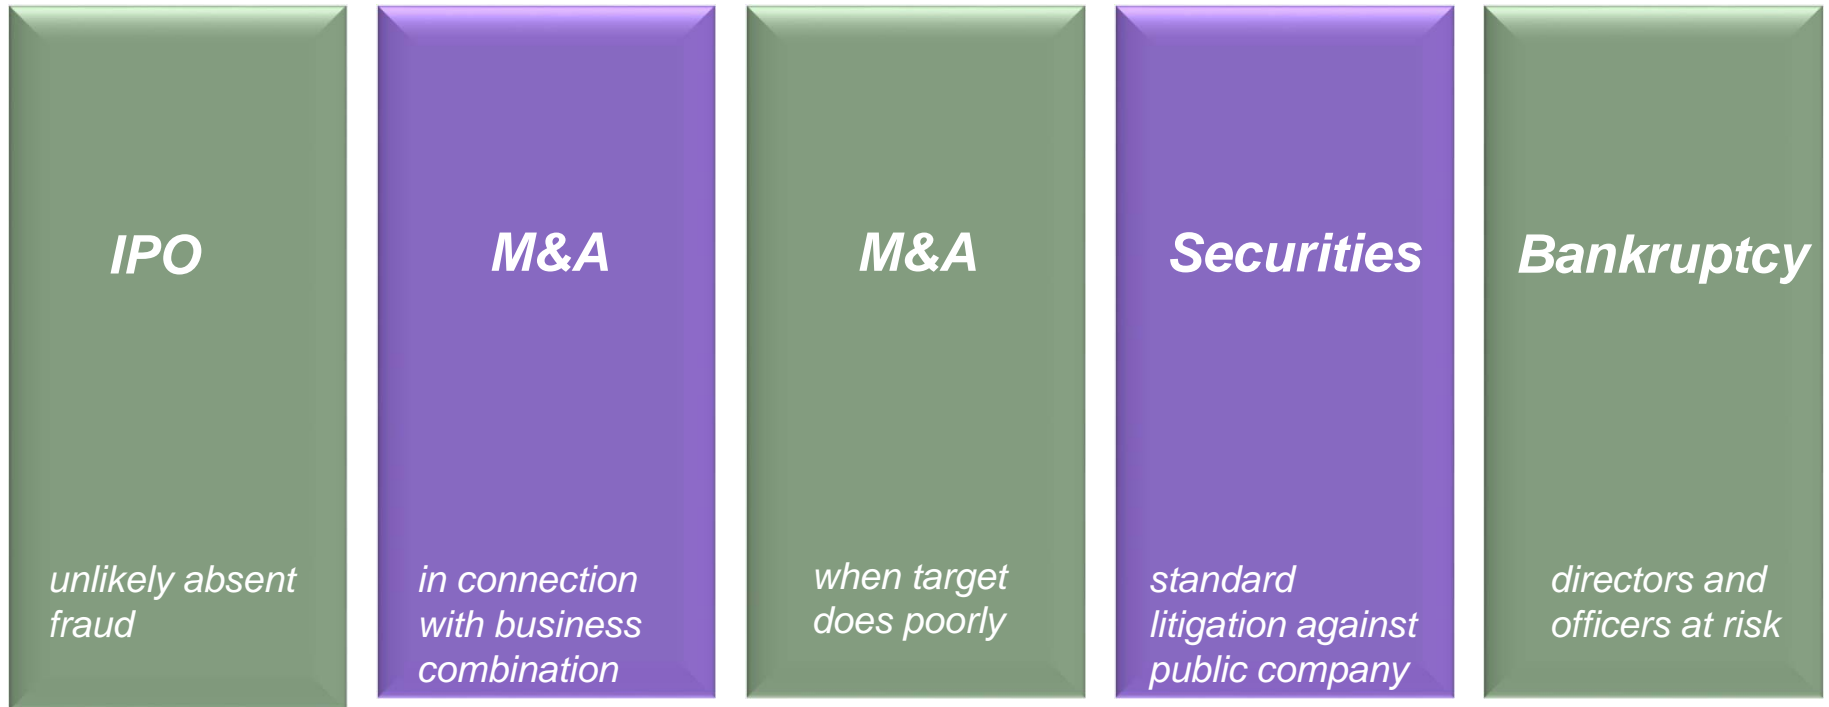 IPO
unlikely absent
fraud
M&A
in connection
with business
combination
M&A
when target
does poorly
Securities
standard
litigation against
public company
Bankruptcy
directors and
officers at risk